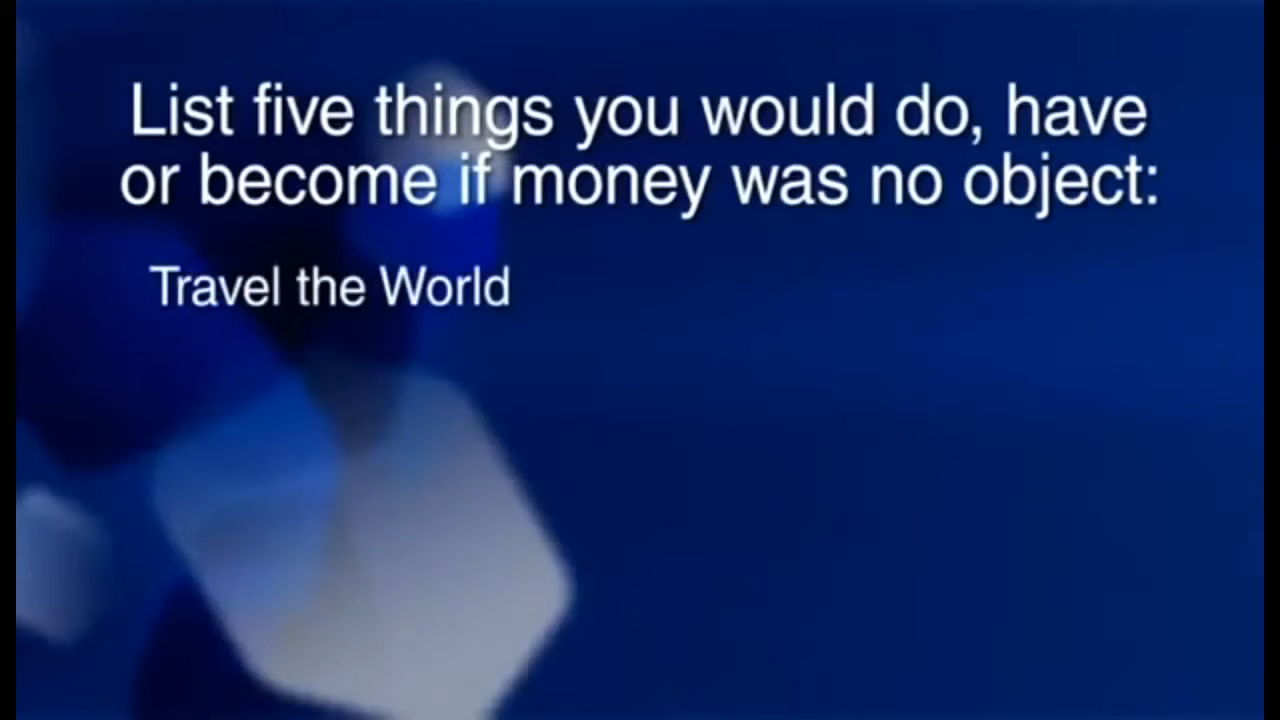 List five things you would do, have
or become if money was no object:
Travel the World